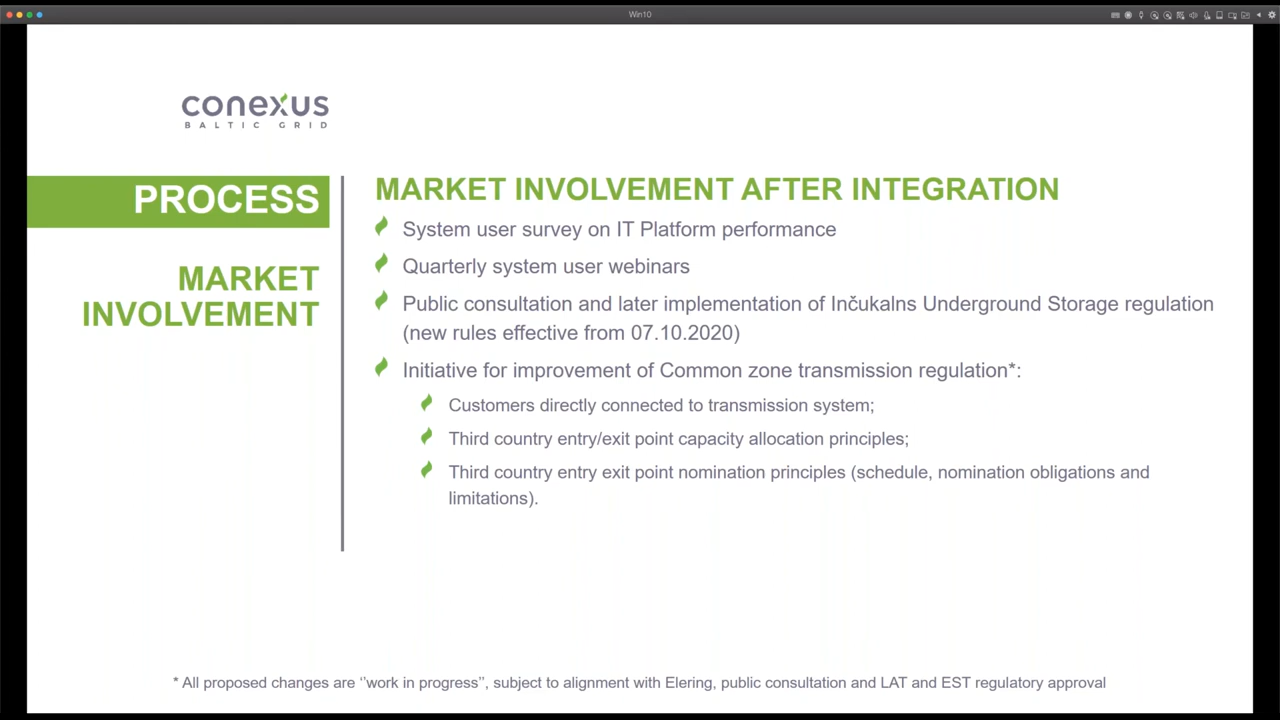 Win10
conexus
BALTIC GRID
PROCESS
MARKET
INVOLVEMENT
MARKET INVOLVEMENT AFTER INTEGRATION
System user survey on IT Platform performance
Quarterly system user webinars
Public consultation and later implementation of Inčukalns Underground Storage regulation
(new rules effective from 07.10.2020)
Initiative for improvement of Common zone transmission regulation*:
Customers directly connected to transmission system;
Third country entry/exit point capacity allocation principles;
Third country entry exit point nomination principles (schedule, nomination obligations and
limitations).
* All proposed changes are ‘’work in progress’’, subject to alignment with Elering, public consultation and LAT and EST regulatory approval